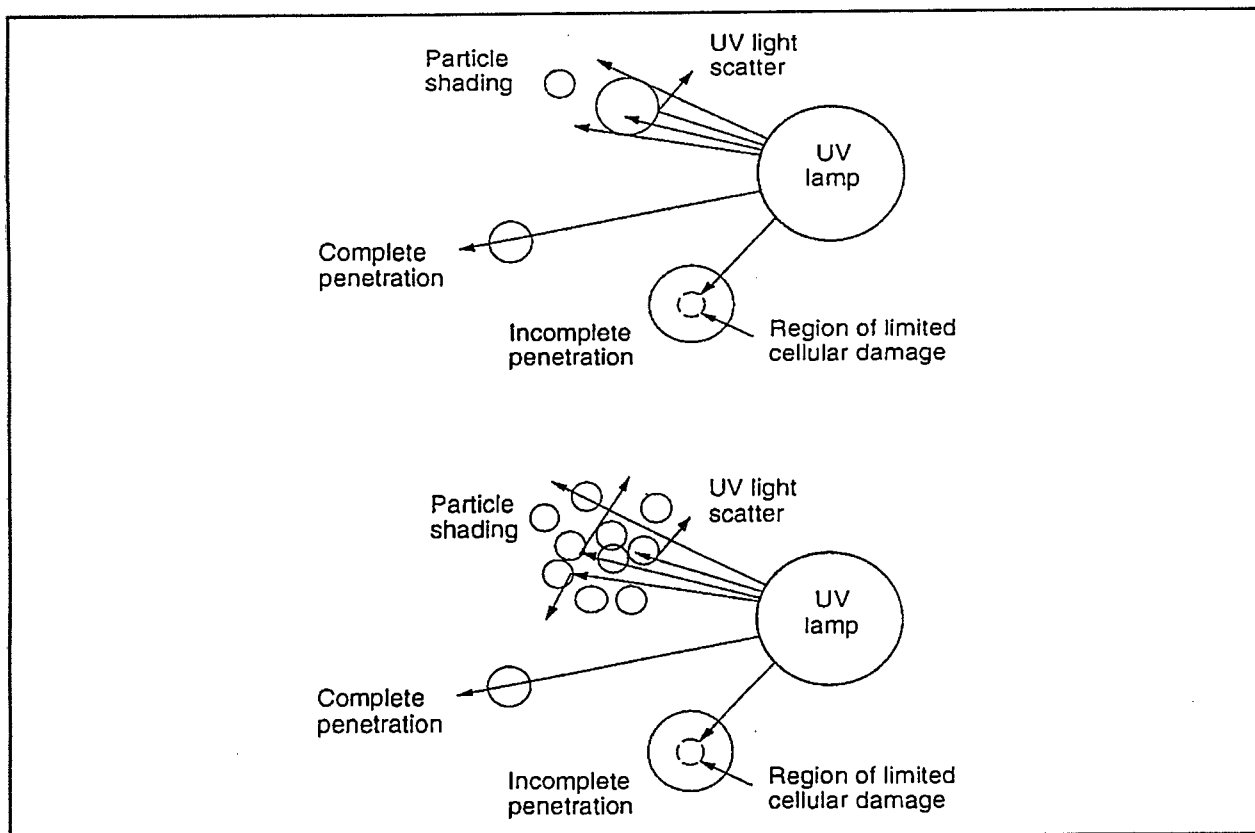 Particle
shading
UV light
scatter
UV
lamp
Complete
penetration
Incomplete
penetration
Region of limited
cellular damage
Particle
shading
UV light
scatter
UV
lamp
Complete
penetration
Incomplete
penetration
Region of limited
cellular damage